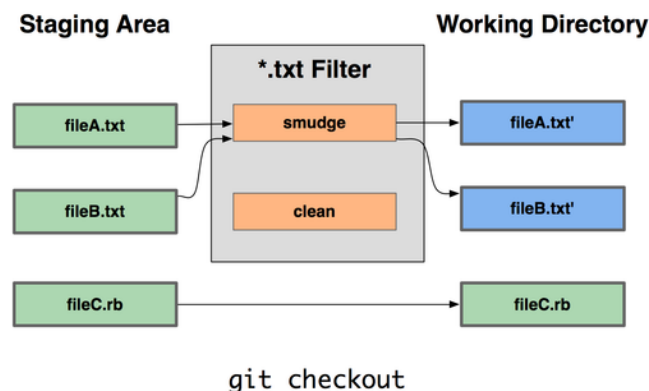 Staging Area
Working Directory
*.txt Filter
fileA.txt
smudge
fileA.txt'
fileB.txt
clean
fileB.txt'
fileC.rb
fileC.rb
git checkout